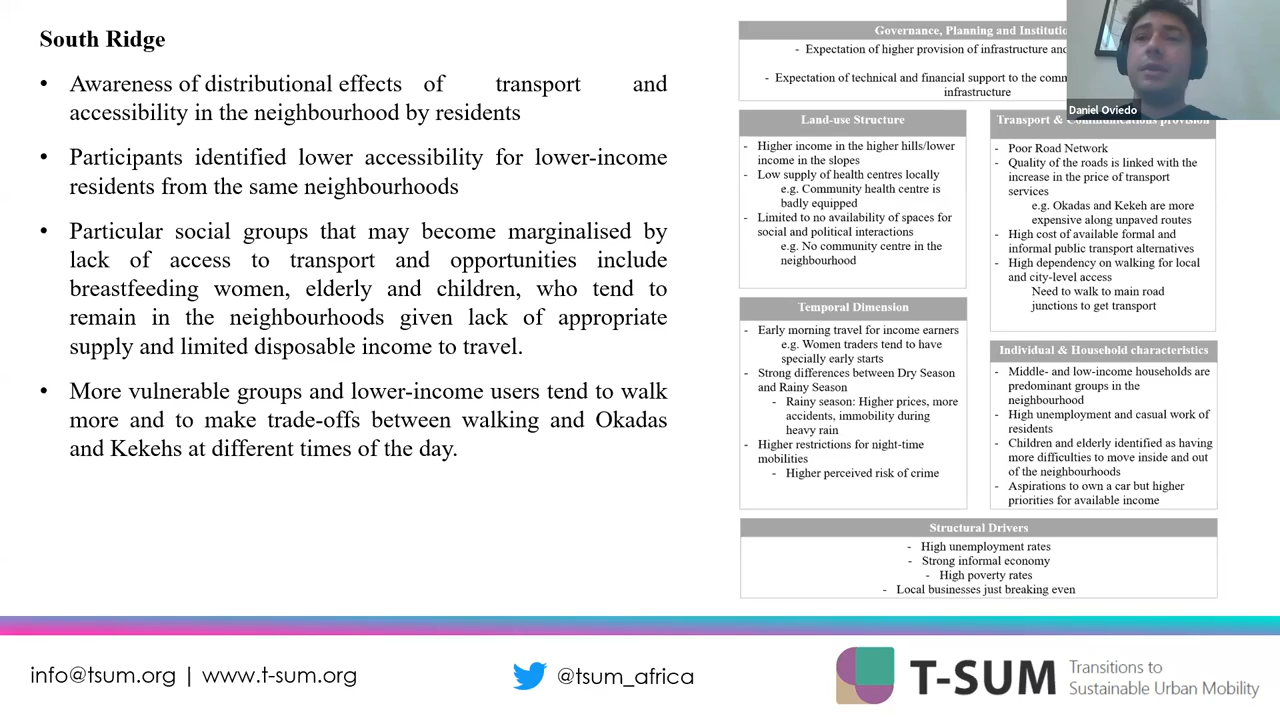 South Ridge
• Awareness of distributional effects of transport and
accessibility in the neighbourhood by residents
• Participants identified lower accessibility for lower-income
residents from the same neighbourhoods
• Particular social groups that may become marginalised by
lack of access to transport and opportunities include
breastfeeding women, elderly and children, who tend to
remain in the neighbourhoods given lack of appropriate
supply and limited disposable income to travel.
• More vulnerable groups and lower-income users tend to walk
more and to make trade-offs between walking and Okadas
and Kekehs at different times of the day.
Governance, Planning and
- Expectation of higher provision of infrastructure and
- Expectation of technical and financial support to the
infrastructure
Daniel Oviedo
Land-use Structure
- Higher income in the higher hills/lower
income in the slopes
- Low supply of health centres locally
e.g. Community health centre is
badly equipped
- Limited to no availability of spaces for
social and political interactions
e.g. No community centre in the
neighbourhood
Transport & Communications provision
- Poor Road Network
- Quality of the roads is linked with the
increase in the price of transport
services
e.g. Okadas and Kekeh are more
expensive along unpaved routes
- High cost of available formal and
informal public transport alternatives
- High dependency on walking for local
and city-level access
Need to walk to main road
junctions to get transport
Temporal Dimension
- Early morning travel for income earners
e.g. Women traders tend to have
specially early starts
- Strong differences between Dry Season
and Rainy Season
- Rainy season: Higher prices, more
accidents, immobility during
heavy rain
- Higher restrictions for night-time
mobilities
- Higher perceived risk of crime
Individual & Household characteristics
- Middle- and low-income households are
predominant groups in the
neighbourhood
- High unemployment and casual work of
residents
- Children and elderly identified as having
more difficulties to move inside and out
of the neighbourhoods
- Aspirations to own a car but higher
priorities for available income
Structural Drivers
- High unemployment rates
- Strong informal economy
- High poverty rates
- Local businesses just breaking even
info@tsum.org | www.t-sum.org
@tsum_africa
T-SUM
Transitions to
Sustainable Urban Mobility